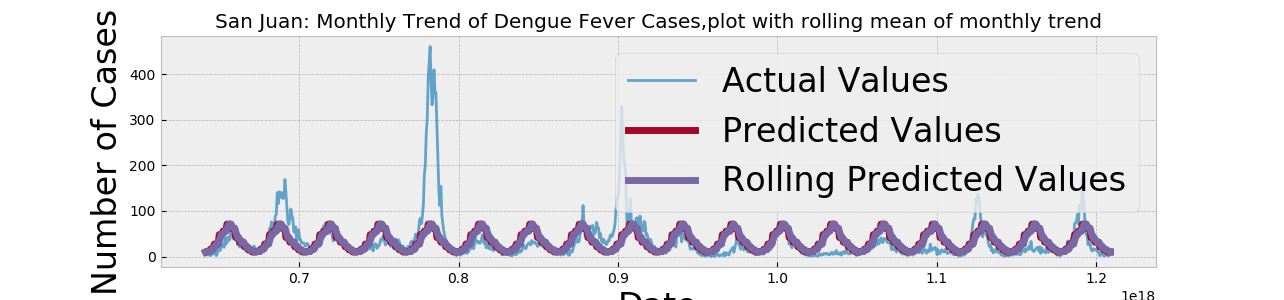 San Juan: Monthly Trend of Dengue Fever Cases,plot with rolling mean of monthly trend
Number of Cases
400
300
200
100
0
Actual Values
Predicted Values
Rolling Predicted Values
0.7
0.8
0.9
1.0
1.1
1.2
1e18
Date